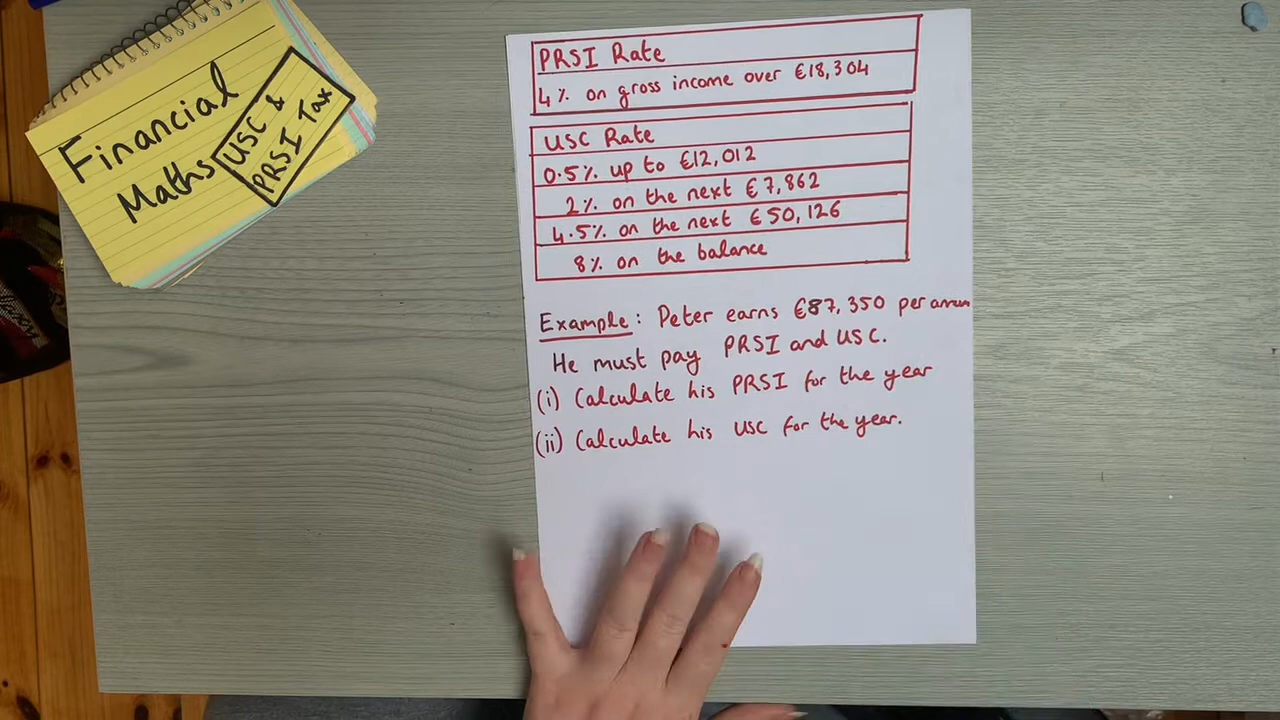 Financial
Maths
USC &
PRSI Tax
PRSI Rate
4% on gross income over €18,304
USC Rate
0.5% up to €12,012
2% on the next €7,862
4.5% on the next €50,126
8% on the balance
Example: Peter earns €87,350 per annum
He must pay PRSI and USC.
(i) Calculate his PRSI for the year
(ii) Calculate his USC for the year.